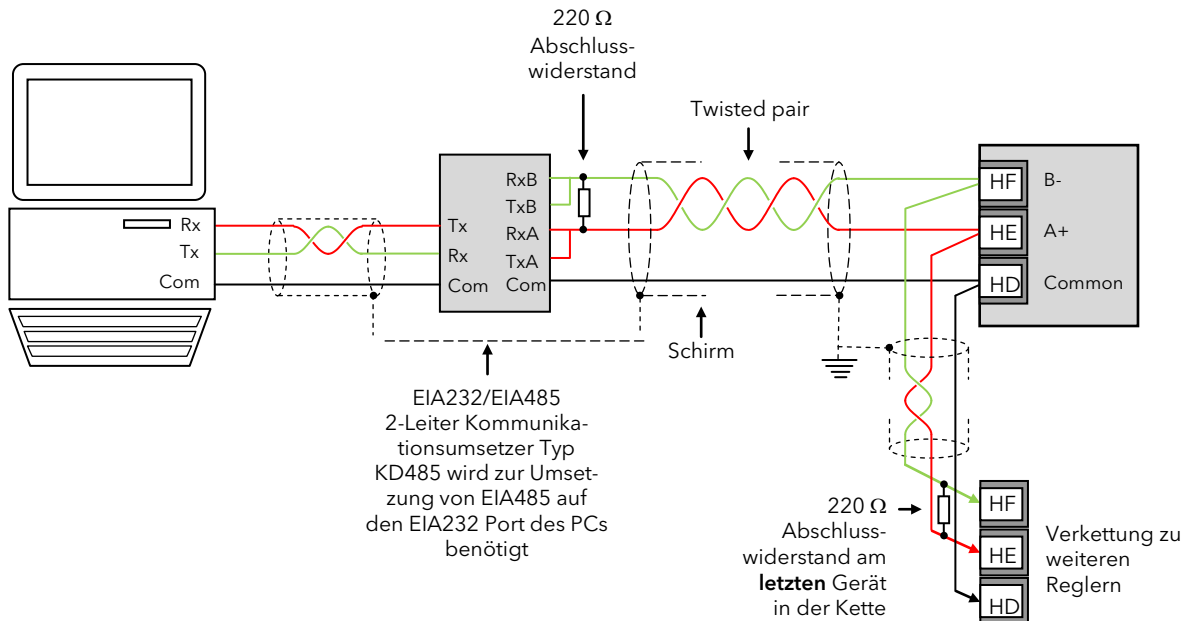 220 Ω
Abschluss-
widerstand
Twisted pair
Rx
Tx
Com
Tx
Rx
Com
RxB
TxB
RxA
TxA
Com
HF
B-
HE
A+
HD
Common
Schirm
EIA232/EIA485
2-Leiter Kommunika-
tionsumsetzer Typ
KD485 wird zur Umset-
zung von EIA485 auf
den EIA232 Port des PCs
benötigt
220 Ω
Abschluss-
widerstand am
letzten Gerät
in der Kette
HF
HE
HD
Verkettung zu
weiteren
Reglern